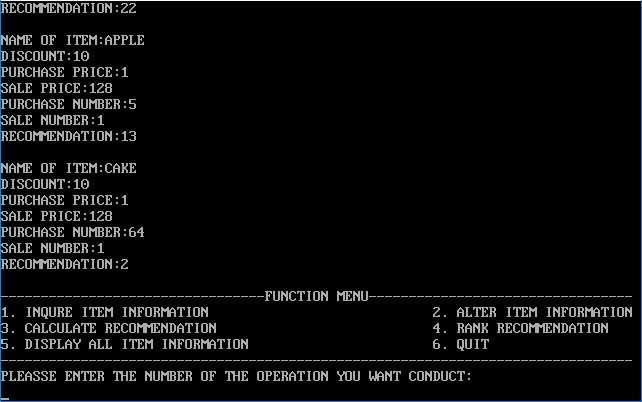 RECOMMENDATION:22
NAME OF ITEM:APPLE
DISCOUNT:10
PURCHASE PRICE:1
SALE PRICE:128
PURCHASE NUMBER:5
SALE NUMBER:1
RECOMMENDATION:13
NAME OF ITEM:CAKE
DISCOUNT:10
PURCHASE PRICE:1
SALE PRICE:128
PURCHASE NUMBER:64
SALE NUMBER:1
RECOMMENDATION:2
---------------------------------FUNCTION MENU---------------------------------
1. INQURE ITEM INFORMATION 2. ALTER ITEM INFORMATION
3. CALCULATE RECOMMENDATION 4. RANK RECOMMENDATION
5. DISPLAY ALL ITEM INFORMATION 6. QUIT
-------------------------------------------------------------------------------
PLEASSE ENTER THE NUMBER OF THE OPERATION YOU WANT CONDUCT:
_